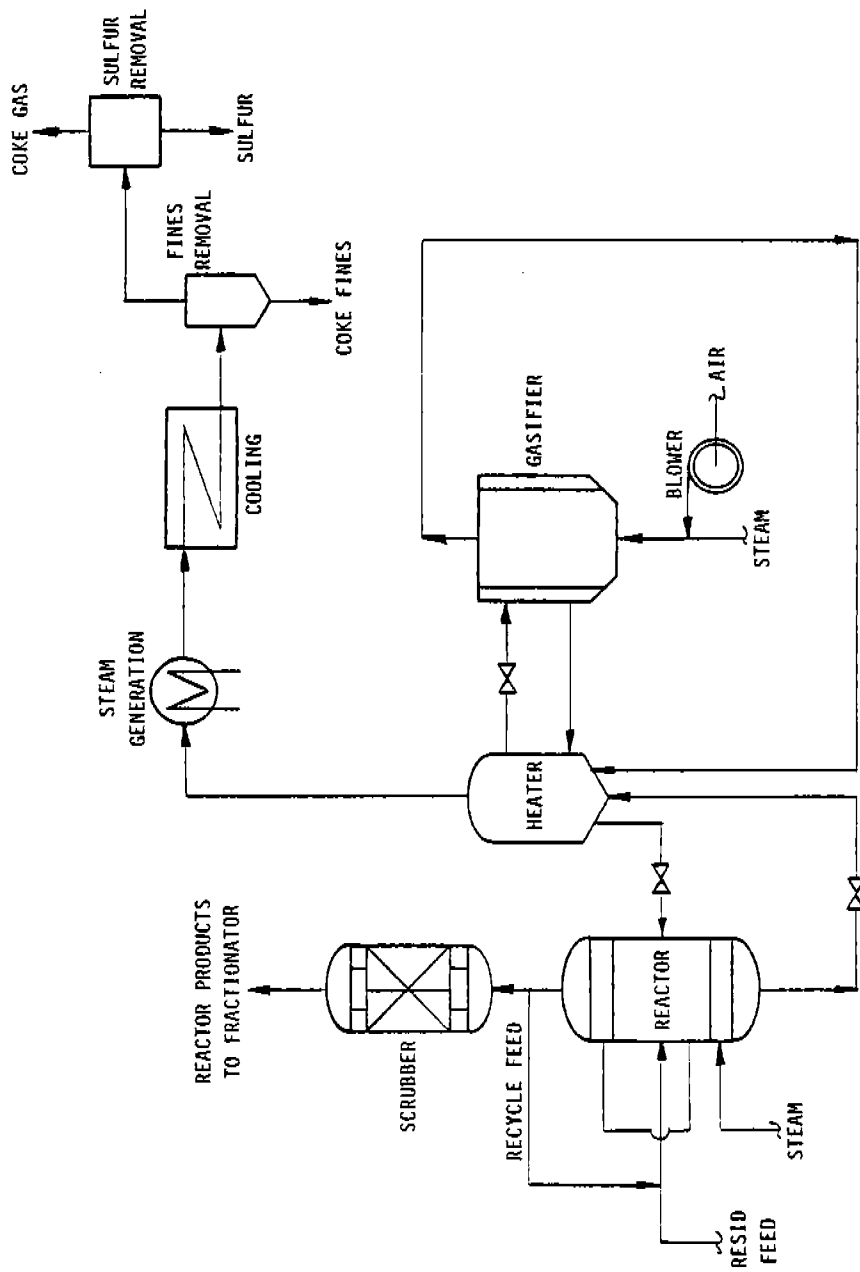 REACTOR PRODUCTS
TO FRACTIONATOR
SCRUBBER
RECYCLE FEED
REACTOR
STEAM
RESID
FEED
HEATER
STEAM
GENERATION
COOLING
FINES
REMOVAL
COKE FINES
COKE GAS
SULFUR
REMOVAL
SULFUR
GASIFIER
BLOWER
AIR
STEAM